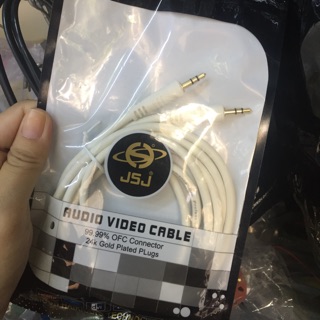 JSJ
AUDIO VIDEO CABLE
99.99% OFC Connector
24k Gold Plated PLugs